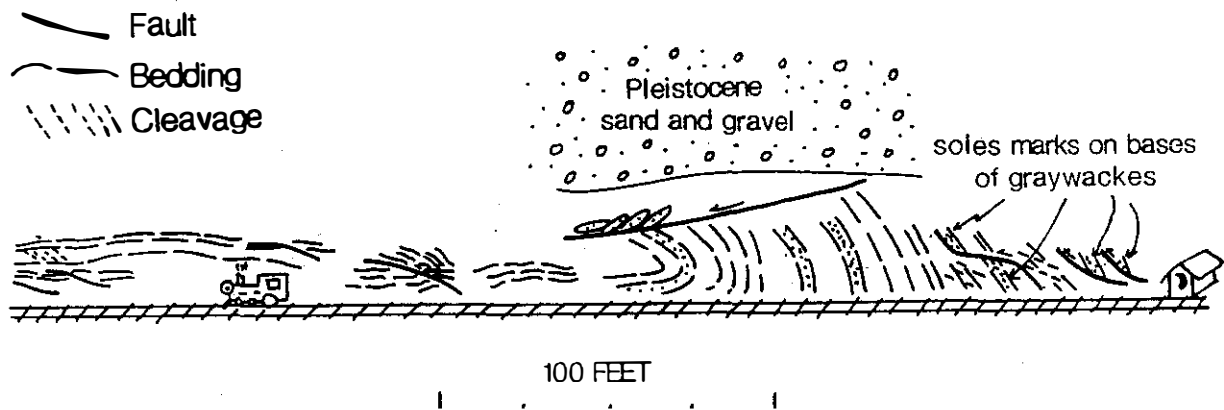 Fault
Bedding
Cleavage
Pleistocene
sand and gravel
soles marks on bases
of graywackes
100 FEET